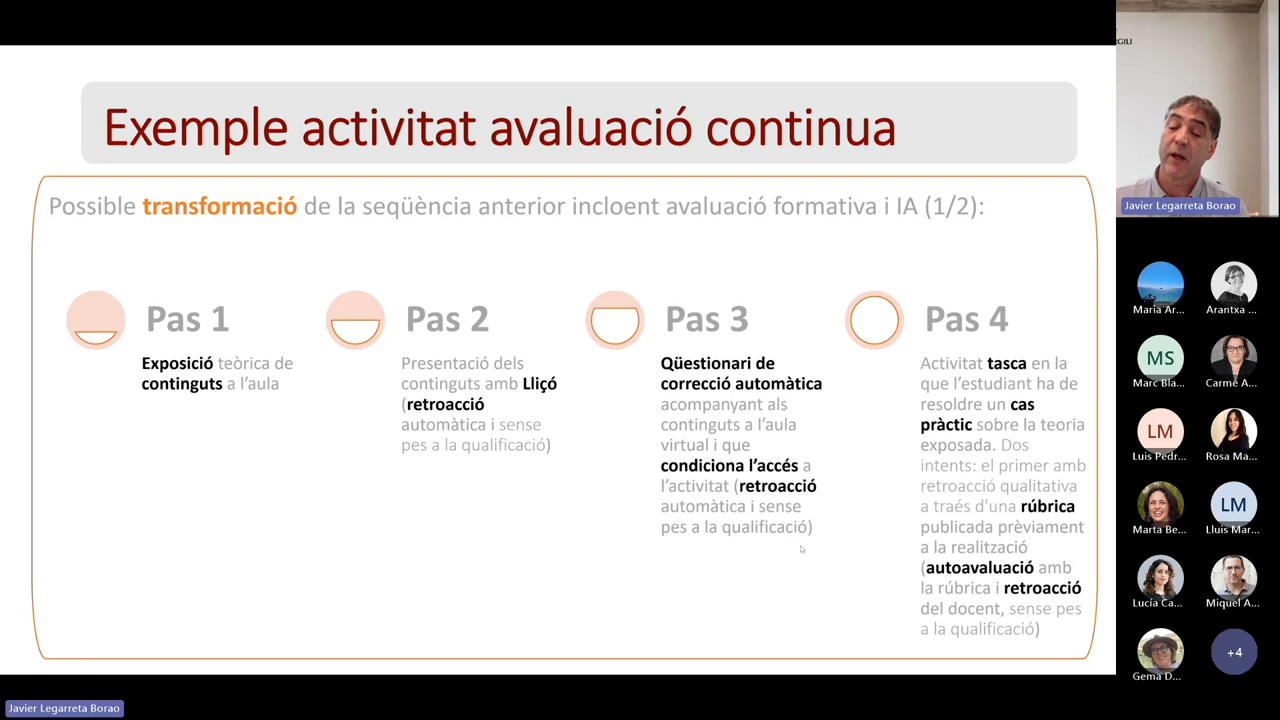 Exemple activitat avaluació continua
Possible transformació de la seqüència anterior incloent avaluació formativa i IA (1/2):
Pas 1
Exposició teòrica de
continguts a l’aula
Pas 2
Presentació dels
continguts amb Lliçó
(retroacció
automàtica i sense
pes a la qualificació)
Pas 3
Qüestionari de
correcció automàtica
acompanyant als
continguts a l’aula
virtual i que
condiciona l’accés a
l’activitat (retroacció
automàtica i sense
pes a la qualificació)
Pas 4
Activitat tasca en la
que l’estudiant ha de
resoldre un cas
pràctic sobre la teoria
exposada. Dos
intents: el primer amb
retroacció qualitativa
a traés d'una rúbrica
publicada prèviament
a la realització
(autoavaluació amb
la rúbrica i retroacció
del docent, sense pes
a la qualificació)
GILI
Javier Legarreta Borao
Maria Ar...
Arantxa ...
MS
Marc Bla...
Carme A...
LM
Luis Pedr...
Rosa Ma...
Marta Be...
LM
Lluis Mar...
Lucía Ca...
Miquel A...
Gema D...
+4
Javier Legarreta Borao